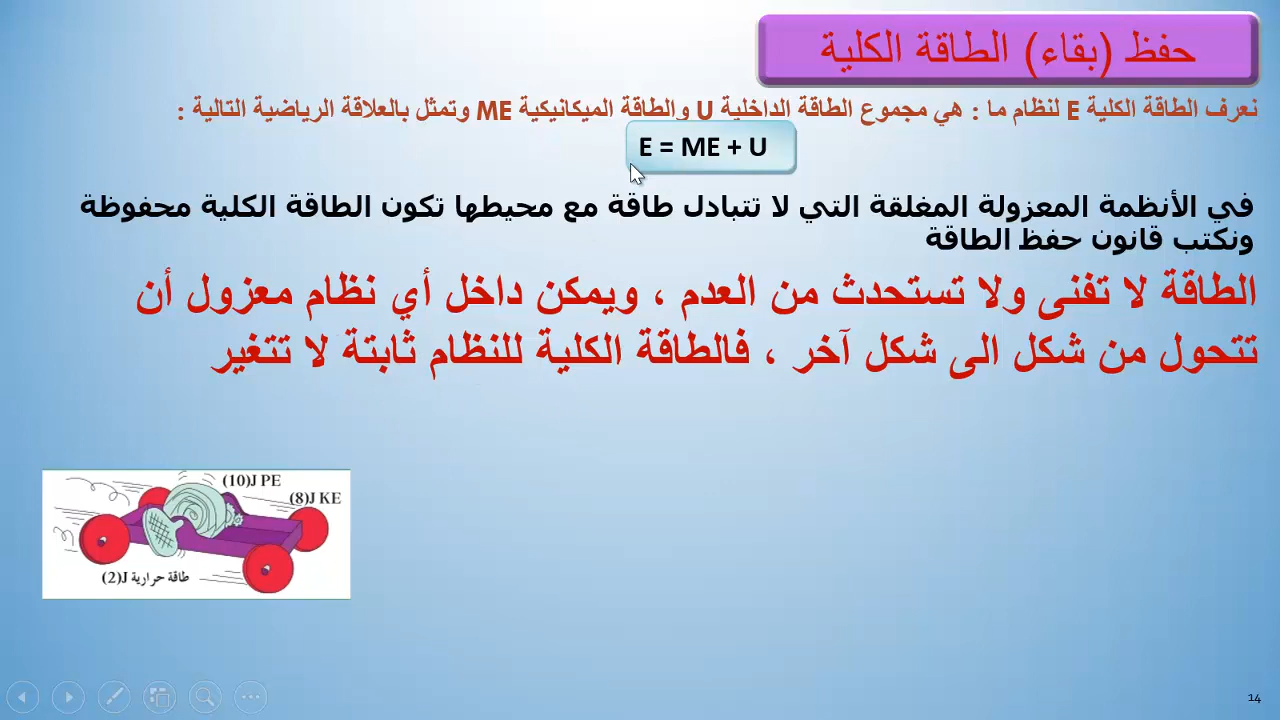 حفظ (بقاء) الطاقة الكلية
نعرف الطاقة الكلية E لنظام ما : هي مجموع الطاقة الداخلية U والطاقة الميكانيكية ME وتمثل بالعلاقة الرياضية التالية :
E = ME + U
في الأنظمة المعزولة المغلقة التي لا تتبادل طاقة مع محيطها تكون الطاقة الكلية محفوظة
ونكتب قانون حفظ الطاقة
الطاقة لا تفنى ولا تستحدث من العدم ، ويمكن داخل أي نظام معزول أن
تتحول من شكل الى شكل آخر ، فالطاقة الكلية للنظام ثابتة لا تتغير
(10)J PE
(8)J KE
طاقة حرارية J(2)
14